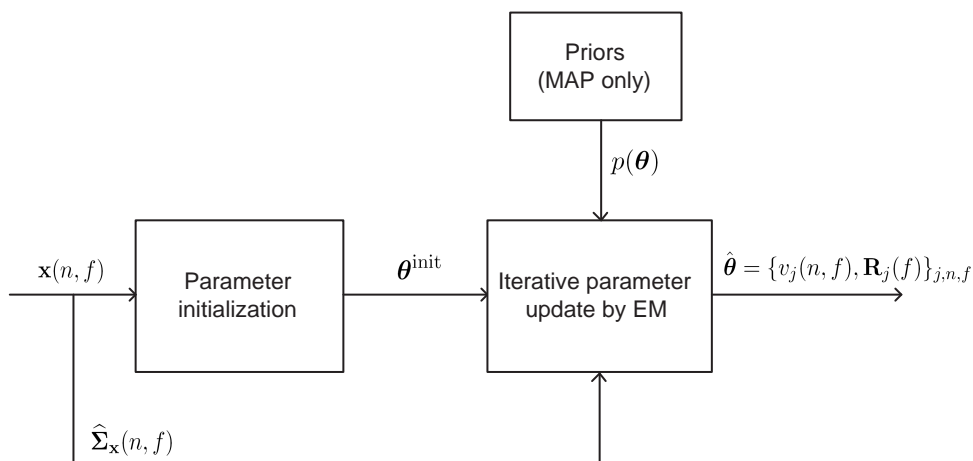 Priors
(MAP only)
p(𝜽)
𝐱(n, f)
Parameter
initialization
𝜽^init
Iterative parameter
update by EM
𝜽̂ = {v_j(n, f), 𝐑_j(f)}_{j,n,f}
𝚺̂_𝐱(n, f)